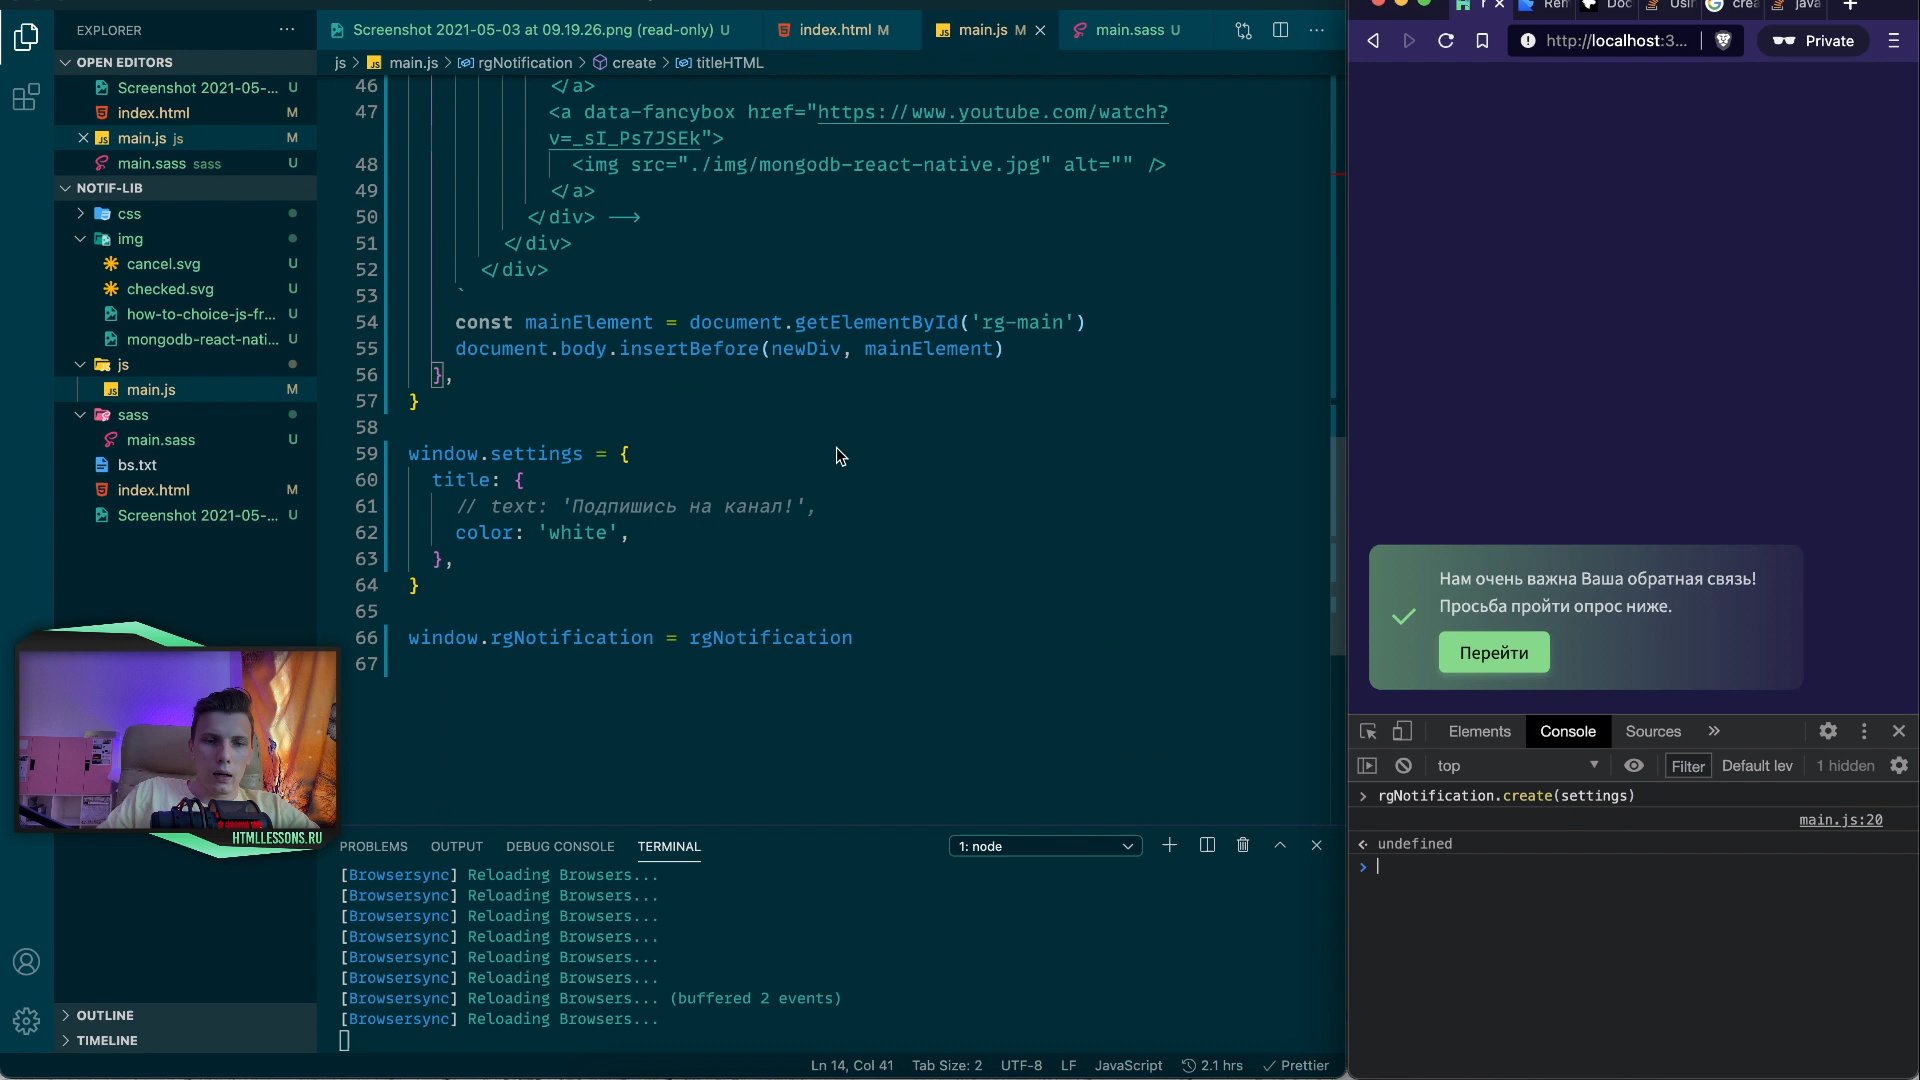 EXPLORER
OPEN EDITORS
Screenshot 2021-05-... U
index.html M
main.js js M
main.sass sass U
NOTIF-LIB
css
img
cancel.svg U
checked.svg U
how-to-choice-js-fr... U
mongodb-react-nati... U
js
main.js M
sass
main.sass U
bs.txt
index.html M
Screenshot 2021-05-... U
OUTLINE
TIMELINE
HTMLLESSONS.RU
Screenshot 2021-05-03 at 09.19.26.png (read-only) U
index.html M
main.js M
main.sass U
js > main.js > rgNotification > create > titleHTML
46 </a>
47 <a data-fancybox href="https://www.youtube.com/watch?
v=_sI_Ps7JSEk">
48 <img src="./img/mongodb-react-native.jpg" alt="" />
49 </a>
50 </div> -->
51 </div>
52 </div>
53 `
54 const mainElement = document.getElementById('rg-main')
55 document.body.insertBefore(newDiv, mainElement)
56 },
57 }
58
59 window.settings = {
60 title: {
61 // text: 'Подпишись на канал!',
62 color: 'white',
63 },
64 }
65
66 window.rgNotification = rgNotification
67
PROBLEMS OUTPUT DEBUG CONSOLE TERMINAL 1: node
[Browsersync] Reloading Browsers...
[Browsersync] Reloading Browsers...
[Browsersync] Reloading Browsers...
[Browsersync] Reloading Browsers...
[Browsersync] Reloading Browsers...
[Browsersync] Reloading Browsers...
[Browsersync] Reloading Browsers... (buffered 2 events)
[Browsersync] Reloading Browsers...
Ln 14, Col 41 Tab Size: 2 UTF-8 LF JavaScript 2.1 hrs Prettier
http://localhost:3... Private
Нам очень важна Ваша обратная связь!
Просьба пройти опрос ниже.
Перейти
Elements Console Sources
top Filter Default lev 1 hidden
> rgNotification.create(settings)
main.js:20
undefined
>